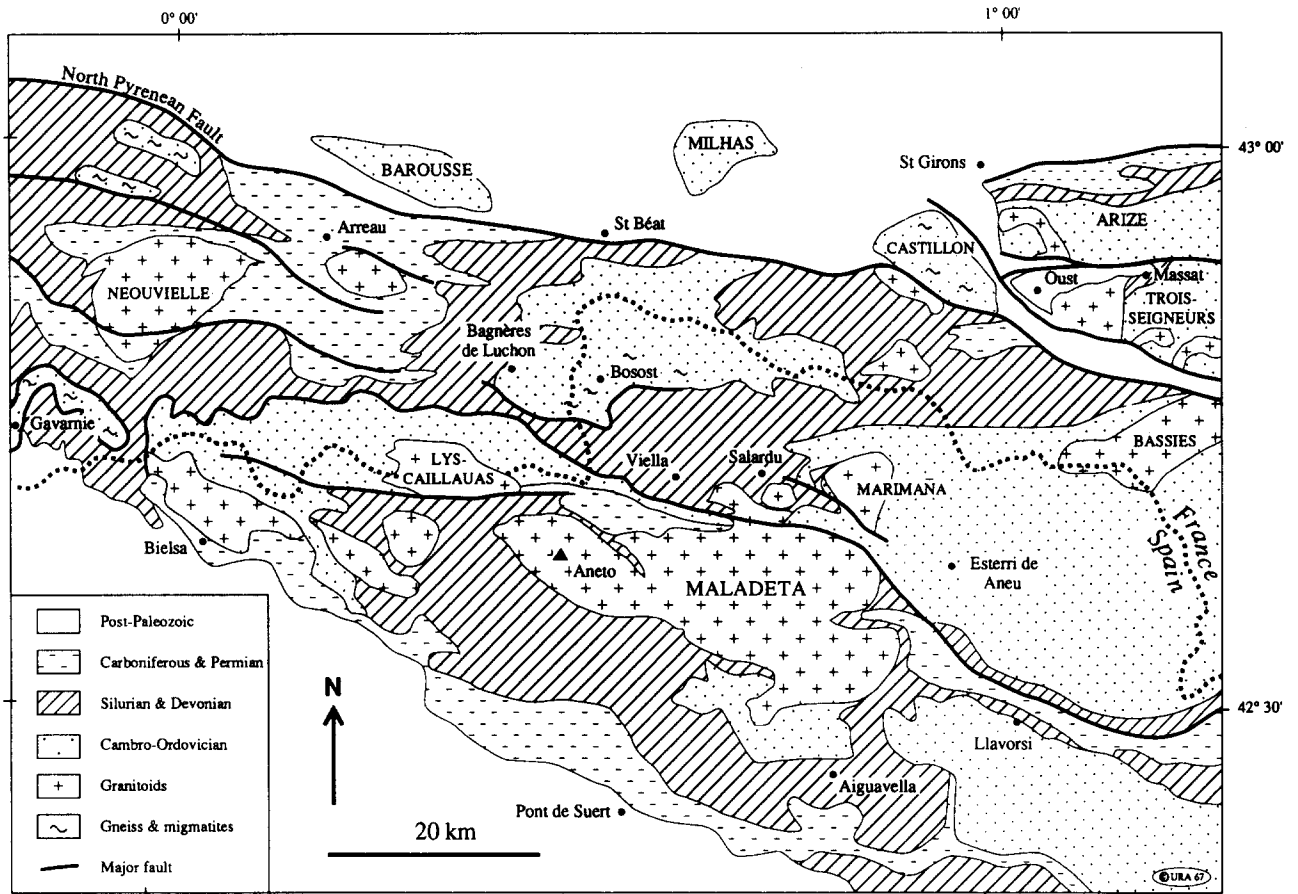 0° 00'
1° 00'
North Pyrenean Fault
MILHAS
BAROUSSE
St Girons
43° 00'
ARIZE
Arreau
St Béat
CASTILLON
Oust
Massat
NEOUVIELLE
TROIS-
SEIGNEURS
Bagnères
de Luchon
Bosost
Gavarnie
BASSIES
LYS-
CAILLAUAS
Viella
Salardu
MARIMAÑA
France
Spain
Bielsa
Aneto
MALADETA
Esterri de
Aneu
42° 30'
Llavorsi
Aiguavella
Pont de Suert
N
20 km
Post-Paleozoic
Carboniferous & Permian
Silurian & Devonian
Cambro-Ordovician
Granitoids
Gneiss & migmatites
Major fault
© URA 67